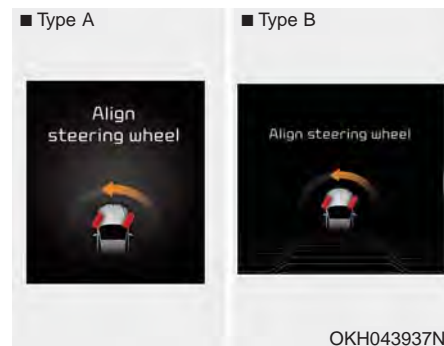 ■ Type A
■ Type B
Align
steering wheel
Align steering wheel
OKH043937N